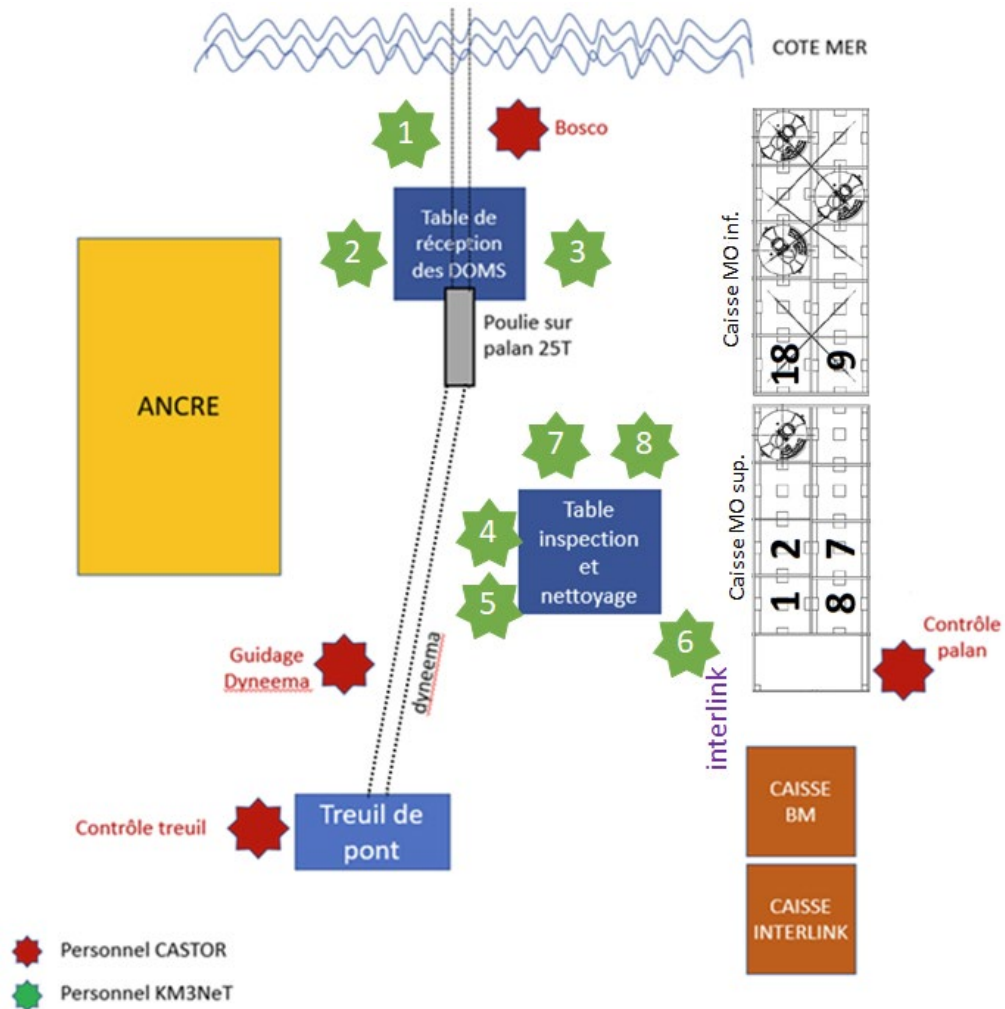 COTE MER
1
Bosco
Table de
réception
des DOMS
2
3
Poulie sur
palan 25T
ANCRE
Caisse MO inf.
18
9
7
8
Table
inspection
et
nettoyage
4
5
6
Caisse MO sup.
2
7
1
8
Contrôle
palan
Guidage
Dyneema
dyneema
interlink
CAISSE
BM
Contrôle treuil
Treuil de
pont
CAISSE
INTERLINK
Personnel CASTOR
Personnel KM3NeT